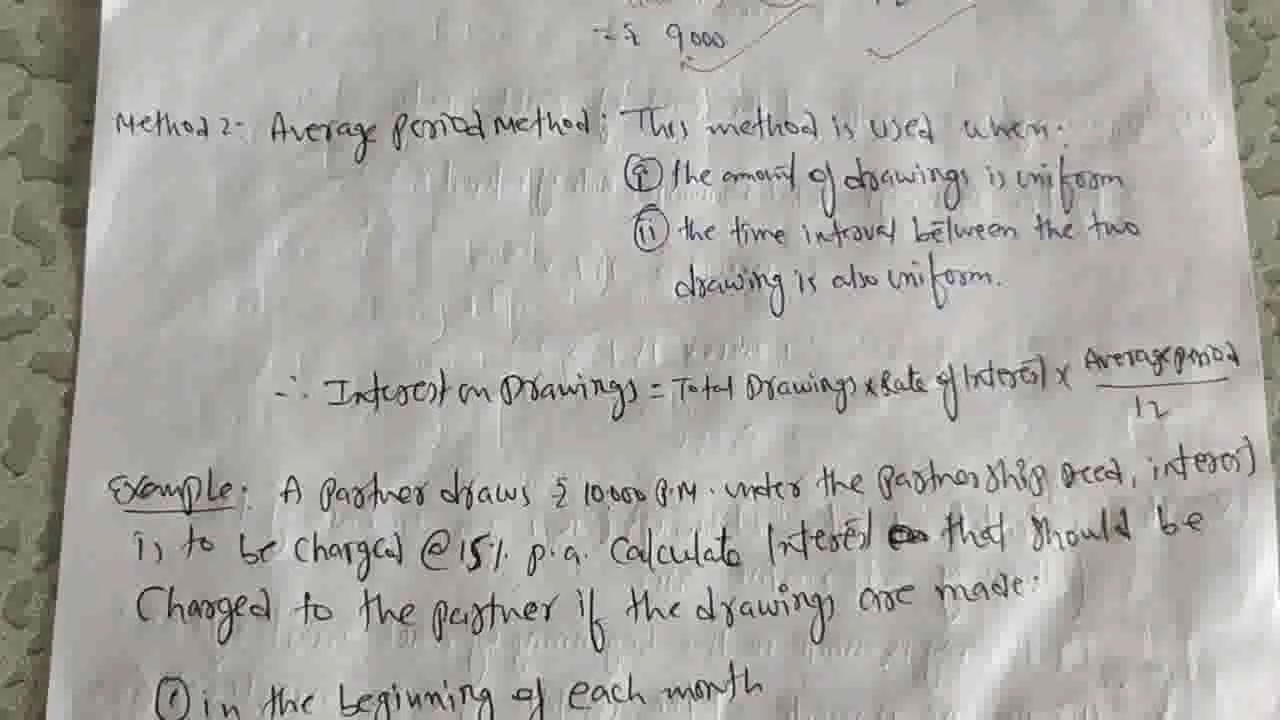 = ₹ 9000
Method 2:- Average Period Method: This method is used when:
(i) the amount of drawings is uniform
(ii) the time intraval between the two
drawing is also uniform.
∴ Interest on Drawings = Total Drawings x Rate of Interest x Average period / 12
Example: A partner draws ₹ 10,000 P.M. under the partnership deed, interest
is to be charged @ 15% p.a. Calculate Interest that should be
Charged to the partner if the drawings are made:
(i) in the beginning of each month